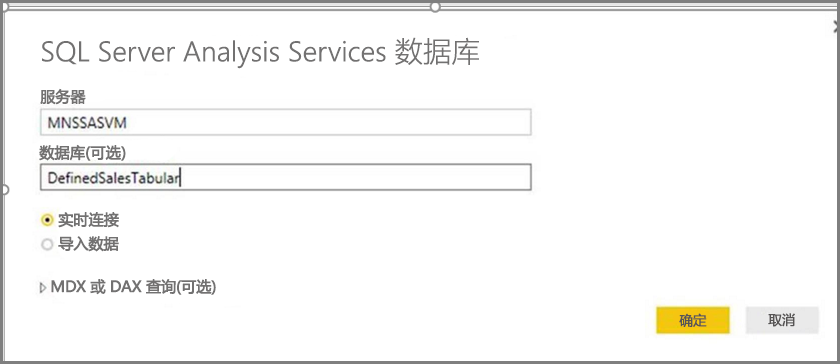 SQL Server Analysis Services 数据库
服务器
MNSSASVM
数据库(可选)
DefinedSalesTabular
实时连接
导入数据
MDX 或 DAX 查询(可选)
确定 取消